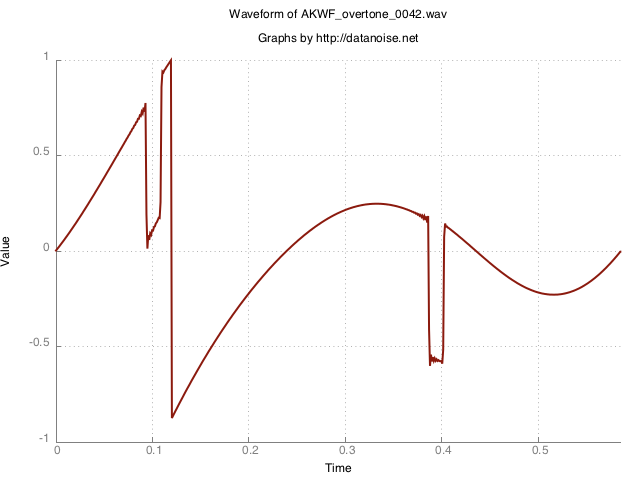 Waveform of AKWF_overtone_0042.wav
Graphs by http://datanoise.net
1
0.5
0
-0.5
-1
Value
0
0.1
0.2
0.3
0.4
0.5
Time